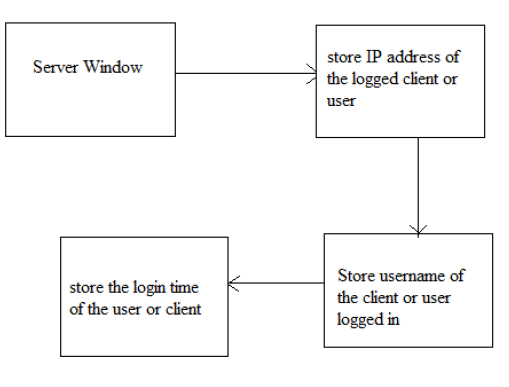 Server Window
store IP address of
the logged client or
user
Store username of
the client or user
logged in
store the login time
of the user or client